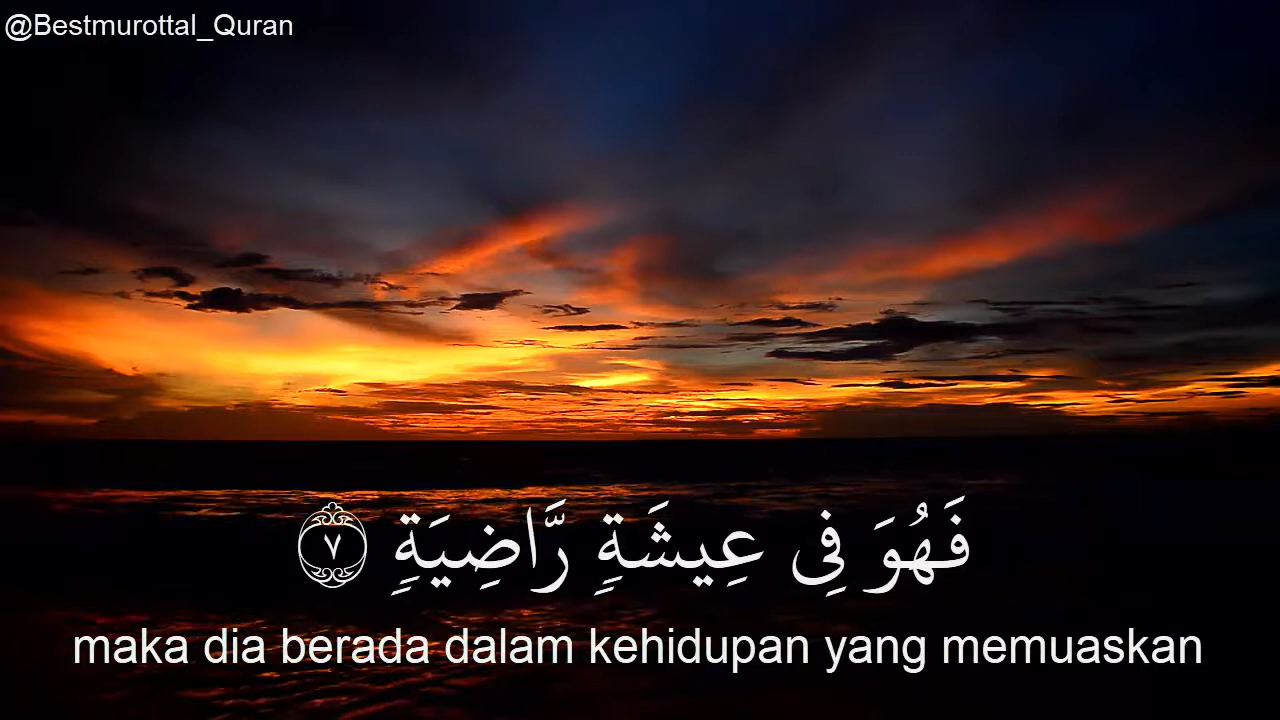 @Bestmurottal_Quran
فَهُوَ فِى عِيشَةٍ رَّاضِيَةٍ ٧
maka dia berada dalam kehidupan yang memuaskan